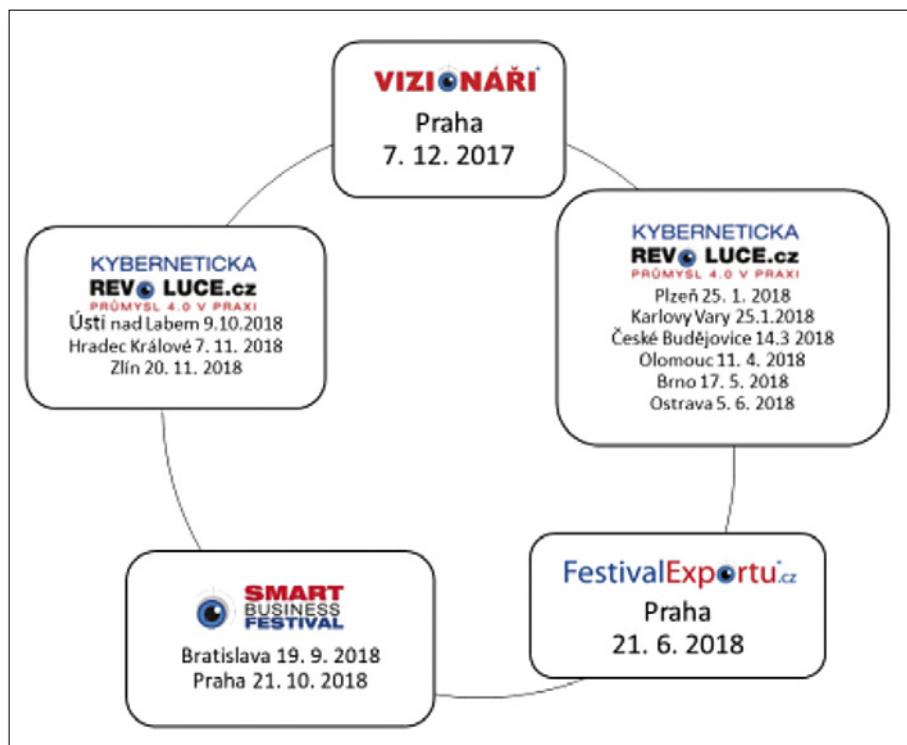 VIZIONÁŘI
Praha
7. 12. 2017
KYBERNETICKA
REVO LUCE.cz
PRŮMYSL 4.0 V PRAXI
Plzeň 25. 1. 2018
Karlovy Vary 25.1.2018
České Budějovice 14.3 2018
Olomouc 11. 4. 2018
Brno 17. 5. 2018
Ostrava 5. 6. 2018
FestivalExportu.cz
Praha
21. 6. 2018
SMART
BUSINESS
FESTIVAL
Bratislava 19. 9. 2018
Praha 21. 10. 2018
KYBERNETICKA
REVO LUCE.cz
PRŮMYSL 4.0 V PRAXI
Ústí nad Labem 9.10.2018
Hradec Králové 7. 11. 2018
Zlín 20. 11. 2018